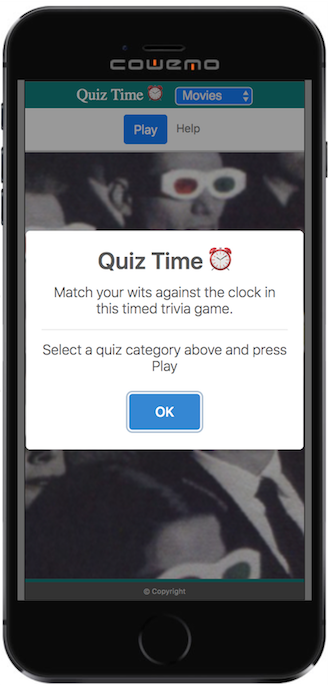 cowemo
Quiz Time ⏰ Movies
Play Help
Quiz Time ⏰
Match your wits against the clock in
this timed trivia game.
Select a quiz category above and press
Play
OK
© Copyright